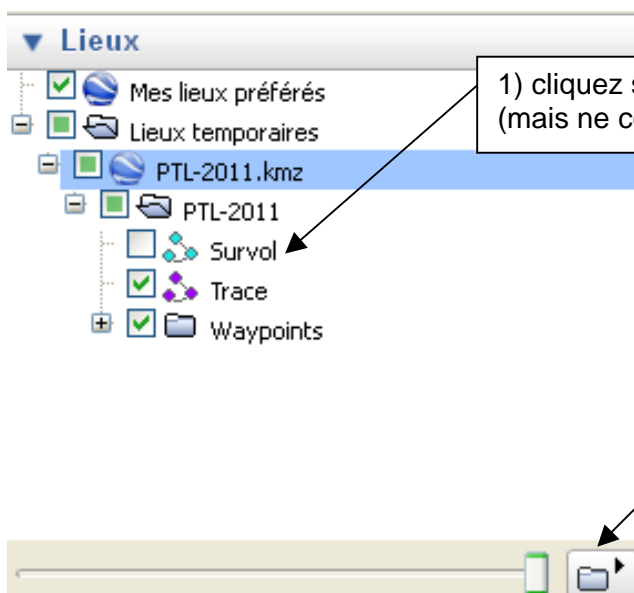 Lieux
1) cliquez
(mais ne
Mes lieux préférés
Lieux temporaires
PTL-2011.kmz
PTL-2011
Survol
Trace
Waypoints